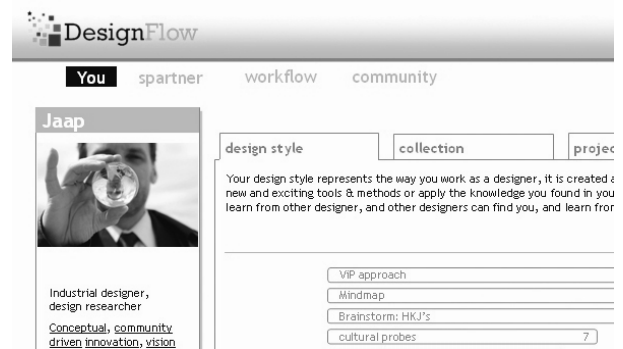 DesignFlow
You spartner workflow community
Jaap
design style collection projec
Your design style represents the way you work as a designer, it is created a
new and exciting tools & methods or apply the knowledge you found in you
learn from other designer, and other designers can find you, and learn from
ViP approach
Mindmap
Brainstorm: HKJ's
cultural probes 7
Industrial designer,
design researcher
Conceptual, community
driven innovation, vision